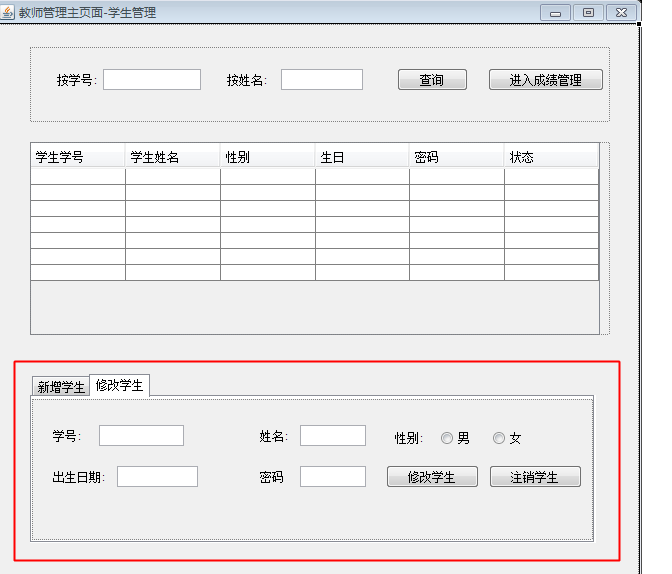 教师管理主页面-学生管理
按学号: 按姓名: 查询 进入成绩管理
学生学号 学生姓名 性别 生日 密码 状态
新增学生 修改学生
学号: 姓名: 性别: 男 女
出生日期: 密码 修改学生 注销学生